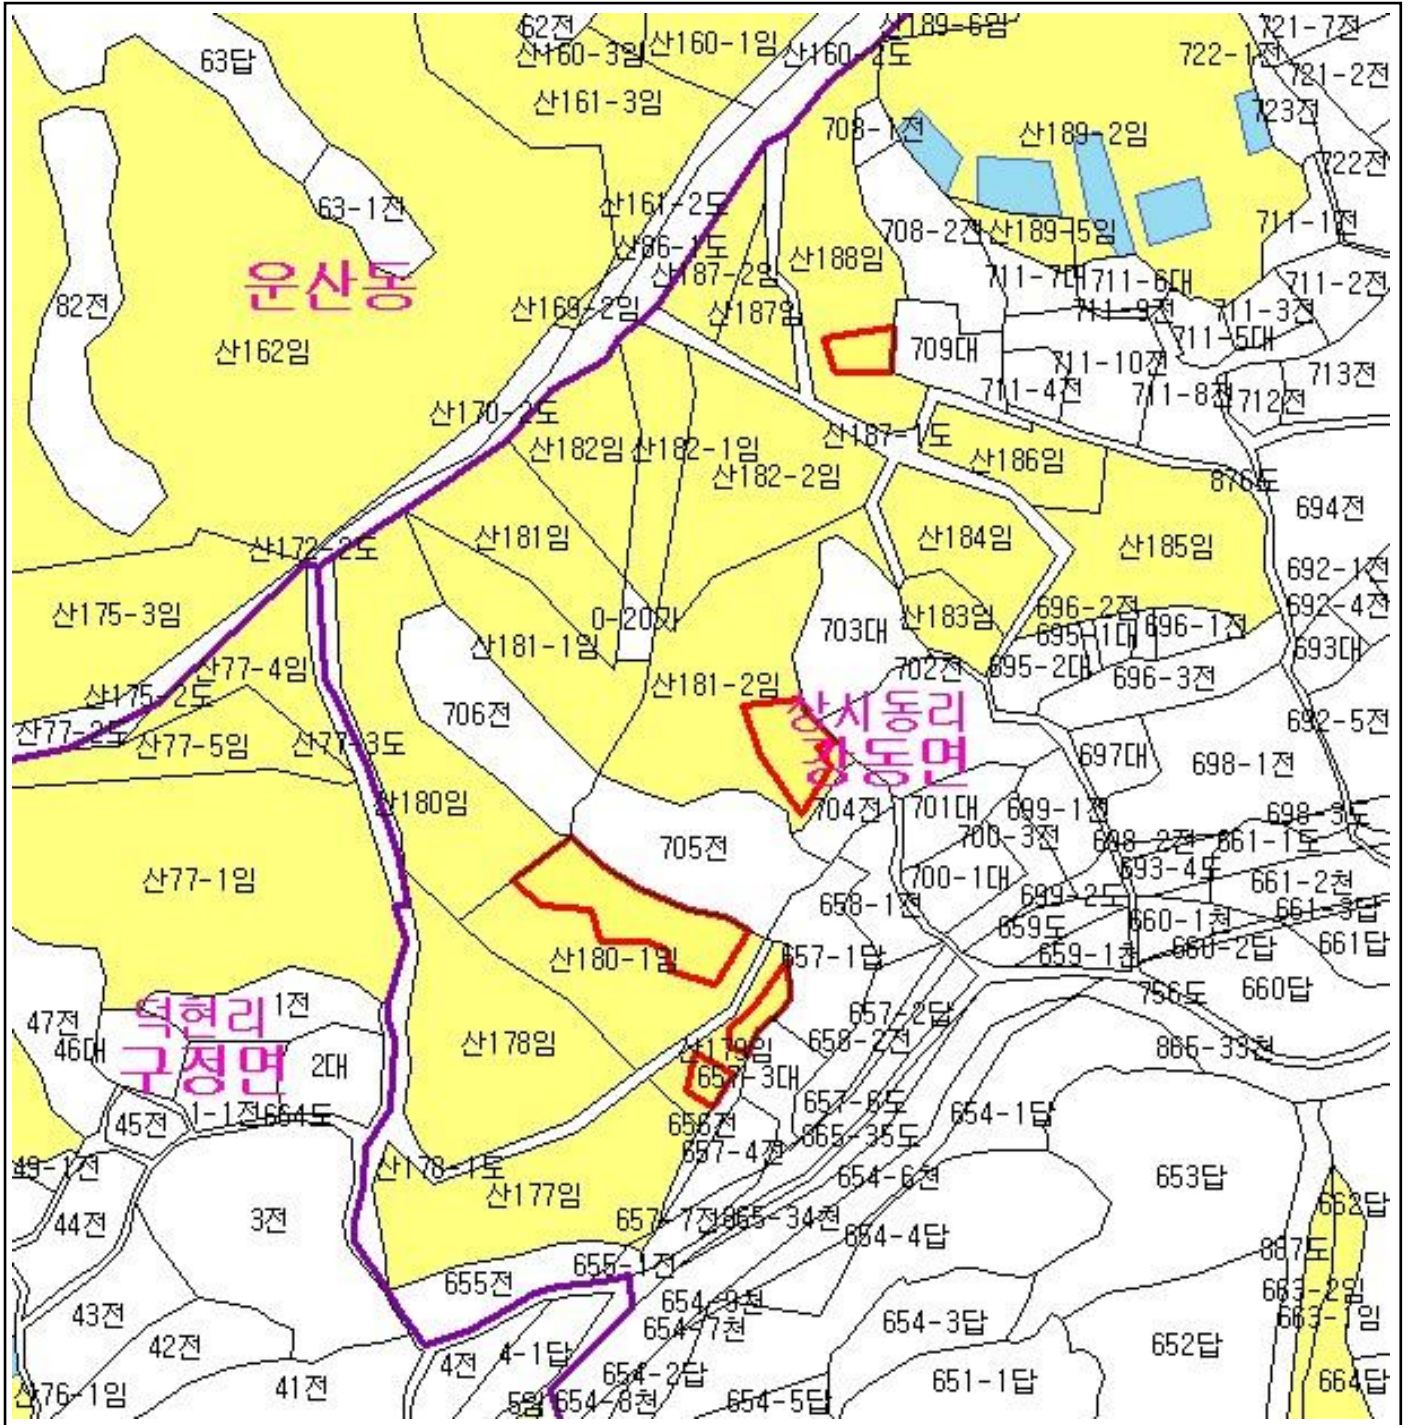 62전
산189-6임
721-7전
산160-3임
산160-1임
산160-2도
722-1전
63답
721-2전
산161-3임
723전
708-1전
산189-2임
722전
63-1전
산161-2도
711-1전
708-2전
산189-5임
산86-1도
산188임
산187-2임
711-7대
711-6대
711-2전
운산동
82전
산169-2임
산187임
711-9전
711-3전
711-5대
산162임
709대
711-10전
713전
711-4전
711-8전
712전
산170-2도
산187-1도
산182임
산182-1임
산186임
산182-2임
876도
694전
산172-2도
산181임
산184임
산185임
692-1전
산175-3임
0-20가
산183임
696-2전
692-4전
703대
695-1대
696-1전
산181-1임
693대
산77-4임
702전
695-2대
696-3전
산181-2임
산175-2도
706전
상시동리
692-5전
산77-2도
산77-5임
산77-3도
강동면
697대
698-1전
산180임
704전
701대
699-1전
698-3도
700-3전
698-2전
661-1도
705전
693-4도
산77-1임
700-1대
661-2천
658-1전
699-2도
661-3답
659도
660-1천
산180-1임
657-1답
659-1천
660-2답
661답
756도
660답
덕현리
1전
47전
657-2답
46대
산178임
658-2전
865-33천
구정면
2대
산179임
657-3대
1-1전
664도
657-6도
654-1답
45전
656전
665-35도
657-4전
49-1전
산178-1도
654-6천
653답
산177임
662답
44전
3전
657-7전
865-34천
654-4답
887도
655-1전
655전
663-2임
654-9천
43전
654-7천
654-3답
663-1임
42전
4-1답
652답
4전
654-2답
산76-1임
41전
651-1답
664답
5임
654-8천
654-5답